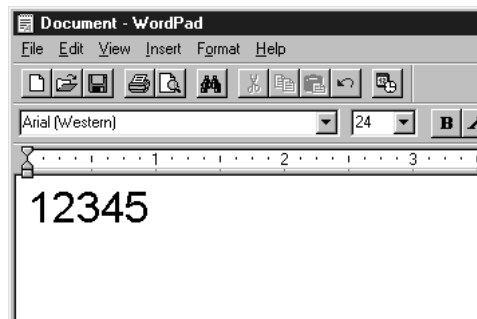 Document - WordPad
File Edit View Insert Format Help
Arial (Western) 24 B
1 2 3
12345